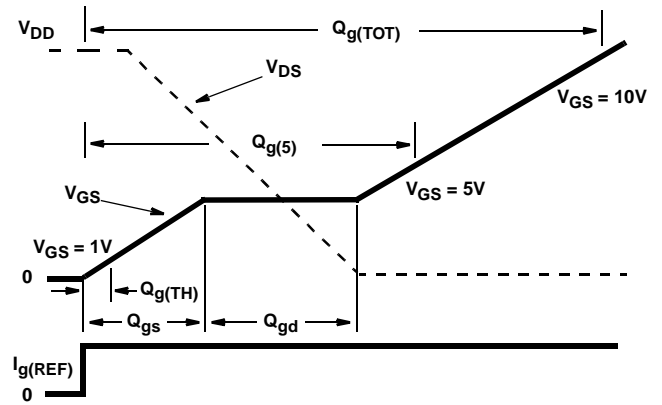 V_DD
Q_g(TOT)
V_DS
V_GS = 10V
Q_g(5)
V_GS
V_GS = 5V
V_GS = 1V
0
Q_g(TH)
Q_gs
Q_gd
I_g(REF)
0